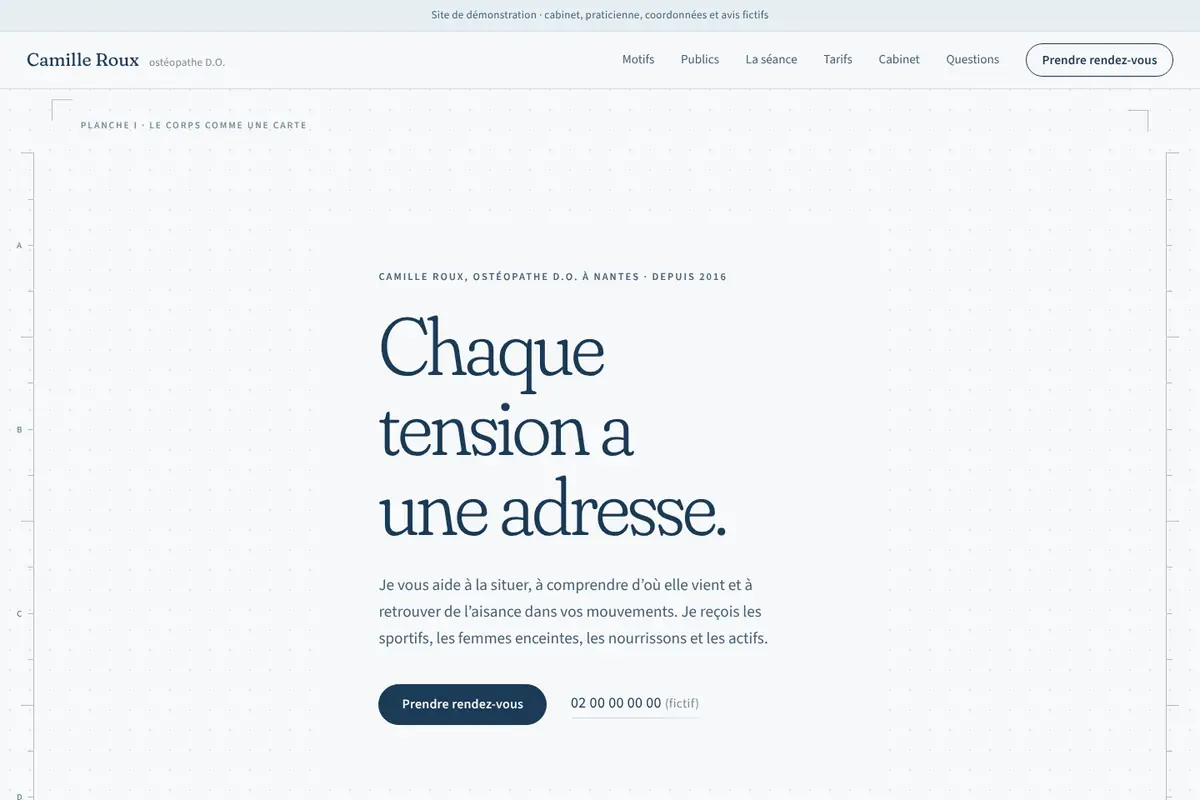 Site de démonstration · cabinet, praticienne, coordonnées et avis fictifs
Camille Roux ostéopathe D.O.
Motifs Publics La séance Tarifs Cabinet Questions Prendre rendez-vous
PLANCHE I · LE CORPS COMME UNE CARTE
A
CAMILLE ROUX, OSTÉOPATHE D.O. À NANTES · DEPUIS 2016
Chaque
tension a
une adresse.
B
Je vous aide à la situer, à comprendre d’où elle vient et à
retrouver de l’aisance dans vos mouvements. Je reçois les
sportifs, les femmes enceintes, les nourrissons et les actifs.
C
Prendre rendez-vous 02 00 00 00 00 (fictif)
D